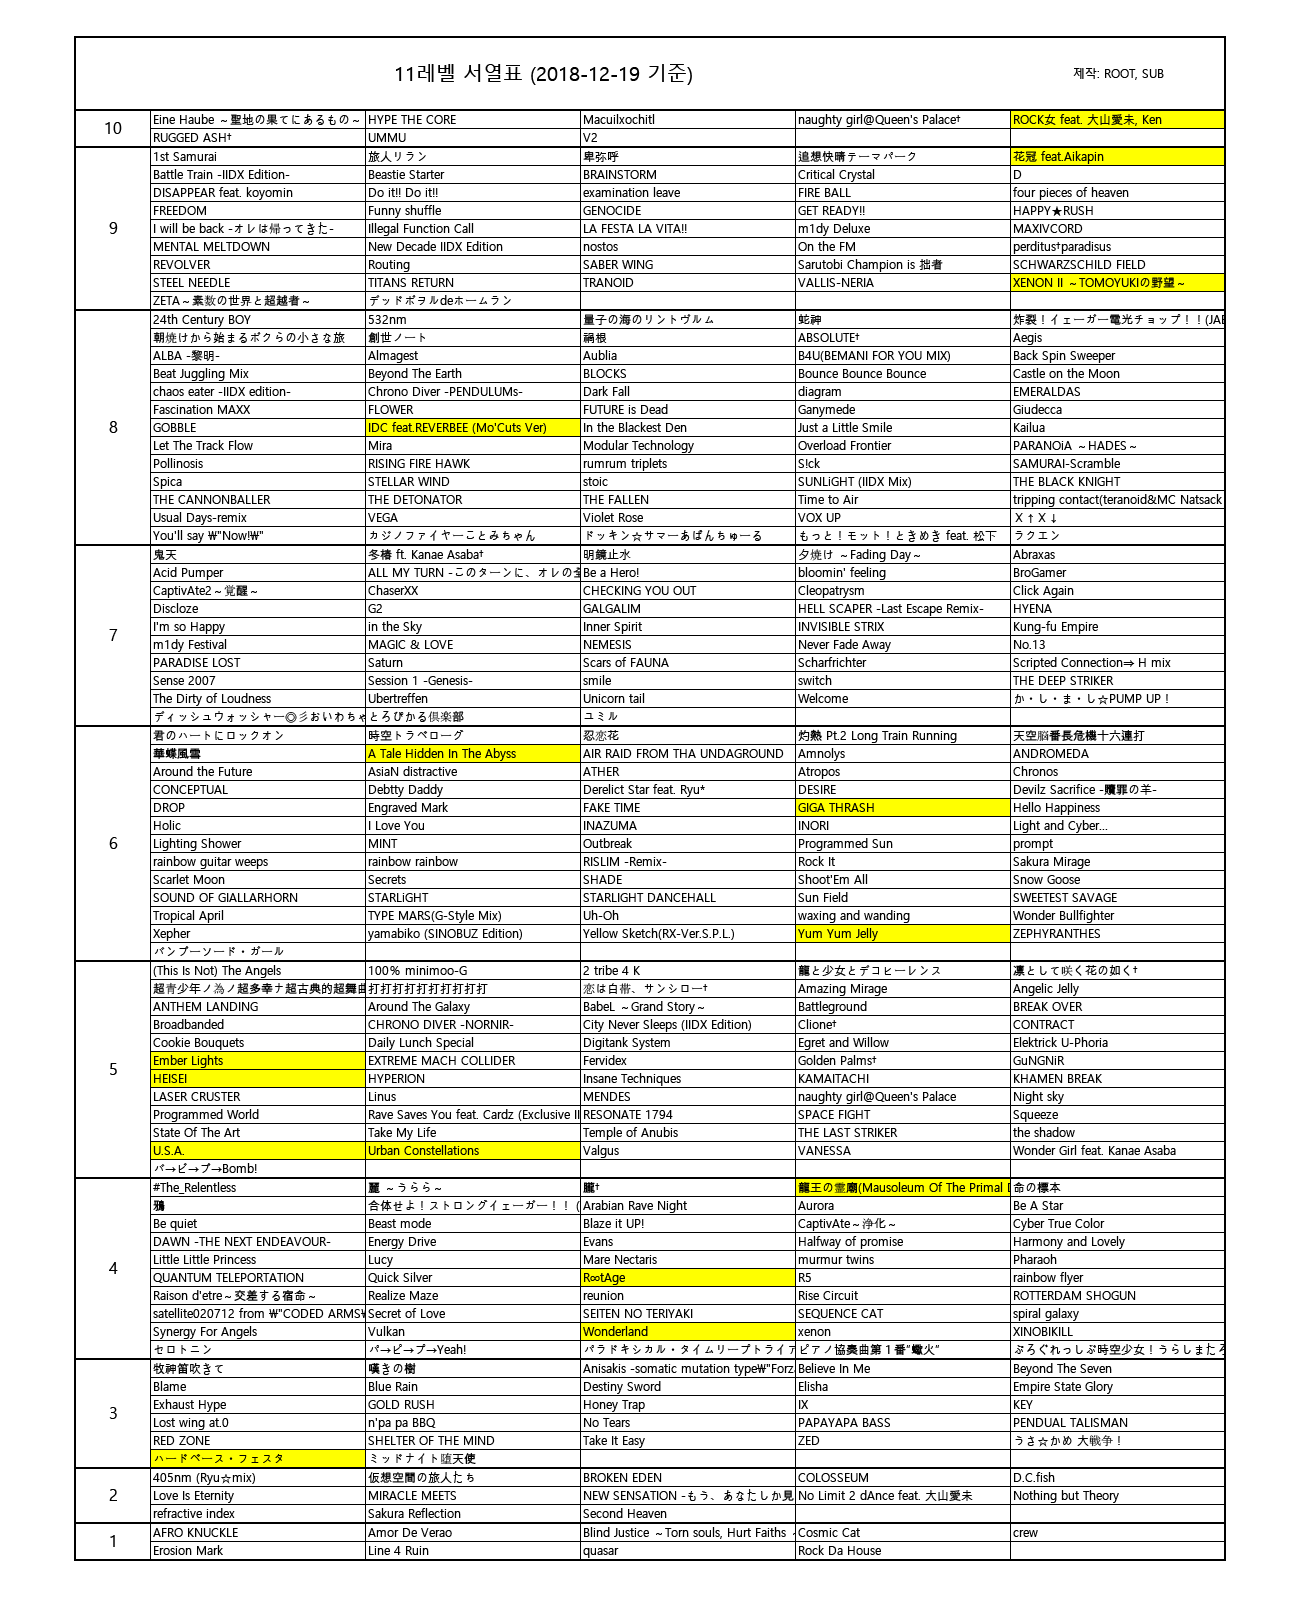 11레벨 서열표 (2018-12-19 기준) 제작: ROOT, SUB
10
Eine Haube ～聖地の果てにあるもの～ HYPE THE CORE Macuilxochitl naughty girl@Queen's Palace† ROCK女 feat. 大山愛未, Ken
RUGGED ASH† UMMU V2
9
1st Samurai 旅人リラン 卑弥呼 追想快晴テーマパーク 花冠 feat.Aikapin
Battle Train -IIDX Edition- Beastie Starter BRAINSTORM Critical Crystal D
DISAPPEAR feat. koyomin Do it!! Do it!! examination leave FIRE BALL four pieces of heaven
FREEDOM Funny shuffle GENOCIDE GET READY!! HAPPY★RUSH
I will be back -オレは帰ってきた- Illegal Function Call LA FESTA LA VITA!! m1dy Deluxe MAXIVCORD
MENTAL MELTDOWN New Decade IIDX Edition nostos On the FM perditus†paradisus
REVOLVER Routing SABER WING Sarutobi Champion is 拙者 SCHWARZSCHILD FIELD
STEEL NEEDLE TITANS RETURN TRANOID VALLIS-NERIA XENON II ～TOMOYUKIの野望～
ZETA～素数の世界と超越者～ デッドボヲルdeホームラン
8
24th Century BOY 532nm 量子の海のリントヴルム 蛇神 炸裂！イェーガー電光チョップ！！(JAE
朝焼けから始まるボクらの小さな旅 創世ノート 禍根 ABSOLUTE† Aegis
ALBA -黎明- Almagest Aublia B4U(BEMANI FOR YOU MIX) Back Spin Sweeper
Beat Juggling Mix Beyond The Earth BLOCKS Bounce Bounce Bounce Castle on the Moon
chaos eater -IIDX edition- Chrono Diver -PENDULUMs- Dark Fall diagram EMERALDAS
Fascination MAXX FLOWER FUTURE is Dead Ganymede Giudecca
GOBBLE IDC feat.REVERBEE (Mo'Cuts Ver) In the Blackest Den Just a Little Smile Kailua
Let The Track Flow Mira Modular Technology Overload Frontier PARANOiA ～HADES～
Pollinosis RISING FIRE HAWK rumrum triplets S!ck SAMURAI-Scramble
Spica STELLAR WIND stoic SUNLiGHT (IIDX Mix) THE BLACK KNIGHT
THE CANNONBALLER THE DETONATOR THE FALLEN Time to Air tripping contact(teranoid&MC Natsack
Usual Days-remix VEGA Violet Rose VOX UP Ｘ↑Ｘ↓
You'll say ₩"Now!₩" カジノファイヤーことみちゃん ドッキン☆サマーあばんちゅーる もっと！モット！ときめき feat. 松下 ラクエン
7
鬼天 冬椿 ft. Kanae Asaba† 明鏡止水 夕焼け ～Fading Day～ Abraxas
Acid Pumper ALL MY TURN -このターンに、オレの全 Be a Hero! bloomin' feeling BroGamer
CaptivAte2～覚醒～ ChaserXX CHECKING YOU OUT Cleopatrysm Click Again
Discloze G2 GALGALIM HELL SCAPER -Last Escape Remix- HYENA
I'm so Happy in the Sky Inner Spirit INVISIBLE STRIX Kung-fu Empire
m1dy Festival MAGIC & LOVE NEMESIS Never Fade Away No.13
PARADISE LOST Saturn Scars of FAUNA Scharfrichter Scripted Connection⇒ H mix
Sense 2007 Session 1 -Genesis- smile switch THE DEEP STRIKER
The Dirty of Loudness Ubertreffen Unicorn tail Welcome か・し・ま・し☆PUMP UP！
ディッシュウォッシャー◎彡おいわちゃ とろぴかる倶楽部 ユミル
6
君のハートにロックオン 時空トラベローグ 忍恋花 灼熱 Pt.2 Long Train Running 天空脳番長危機十六連打
華蝶風雪 A Tale Hidden In The Abyss AIR RAID FROM THA UNDAGROUND Amnolys ANDROMEDA
Around the Future AsiaN distractive ATHER Atropos Chronos
CONCEPTUAL Debtty Daddy Derelict Star feat. Ryu* DESIRE Devilz Sacrifice -贖罪の羊-
DROP Engraved Mark FAKE TIME GIGA THRASH Hello Happiness
Holic I Love You INAZUMA INORI Light and Cyber...
Lighting Shower MINT Outbreak Programmed Sun prompt
rainbow guitar weeps rainbow rainbow RISLIM -Remix- Rock It Sakura Mirage
Scarlet Moon Secrets SHADE Shoot'Em All Snow Goose
SOUND OF GIALLARHORN STARLiGHT STARLIGHT DANCEHALL Sun Field SWEETEST SAVAGE
Tropical April TYPE MARS(G-Style Mix) Uh-Oh waxing and wanding Wonder Bullfighter
Xepher yamabiko (SINOBUZ Edition) Yellow Sketch(RX-Ver.S.P.L.) Yum Yum Jelly ZEPHYRANTHES
バンブーソード・ガール
5
(This Is Not) The Angels 100% minimoo-G 2 tribe 4 K 龍と少女とデコヒーレンス 凛として咲く花の如く†
超青少年ノ為ノ超多幸ナ超古典的超舞曲 打打打打打打打打打打 恋は白帯、サンシロー† Amazing Mirage Angelic Jelly
ANTHEM LANDING Around The Galaxy BabeL ～Grand Story～ Battleground BREAK OVER
Broadbanded CHRONO DIVER -NORNIR- City Never Sleeps (IIDX Edition) Clione† CONTRACT
Cookie Bouquets Daily Lunch Special Digitank System Egret and Willow Elektrick U-Phoria
Ember Lights EXTREME MACH COLLIDER Fervidex Golden Palms† GuNGNiR
HEISEI HYPERION Insane Techniques KAMAITACHI KHAMEN BREAK
LASER CRUSTER Linus MENDES naughty girl@Queen's Palace Night sky
Programmed World Rave Saves You feat. Cardz (Exclusive II RESONATE 1794 SPACE FIGHT Squeeze
State Of The Art Take My Life Temple of Anubis THE LAST STRIKER the shadow
U.S.A. Urban Constellations Valgus VANESSA Wonder Girl feat. Kanae Asaba
パ→ピ→プ→Bomb!
4
#The_Relentless 麗 ～うらら～ 朧† 龍王の霊廟(Mausoleum Of The Primal 命の標本
鴉 合体せよ！ストロングイェーガー！！ ( Arabian Rave Night Aurora Be A Star
Be quiet Beast mode Blaze it UP! CaptivAte～浄化～ Cyber True Color
DAWN -THE NEXT ENDEAVOUR- Energy Drive Evans Halfway of promise Harmony and Lovely
Little Little Princess Lucy Mare Nectaris murmur twins Pharaoh
QUANTUM TELEPORTATION Quick Silver R∞tAge R5 rainbow flyer
Raison d'etre～交差する宿命～ Realize Maze reunion Rise Circuit ROTTERDAM SHOGUN
satellite020712 from ₩"CODED ARMS₩ Secret of Love SEITEN NO TERIYAKI SEQUENCE CAT spiral galaxy
Synergy For Angels Vulkan Wonderland xenon XINOBIKILL
セロトニン パ→ピ→プ→Yeah! パラドキシカル・タイムリープトライア ピアノ協奏曲第１番”蠍火” ぷろぐれっしぶ時空少女！うらしまたろ
3
牧神笛吹きて 嘆きの樹 Anisakis -somatic mutation type₩"Forz Believe In Me Beyond The Seven
Blame Blue Rain Destiny Sword Elisha Empire State Glory
Exhaust Hype GOLD RUSH Honey Trap IX KEY
Lost wing at.0 n'pa pa BBQ No Tears PAPAYAPA BASS PENDUAL TALISMAN
RED ZONE SHELTER OF THE MIND Take It Easy ZED うさ☆かめ 大戦争！
ハードペース・フェスタ ミッドナイト堕天使
2
405nm (Ryu☆mix) 仮想空間の旅人たち BROKEN EDEN COLOSSEUM D.C.fish
Love Is Eternity MIRACLE MEETS NEW SENSATION -もう、あなたしか見 No Limit 2 dAnce feat. 大山愛未 Nothing but Theory
refractive index Sakura Reflection Second Heaven
1
AFRO KNUCKLE Amor De Verao Blind Justice ～Torn souls, Hurt Faiths Cosmic Cat crew
Erosion Mark Line 4 Ruin quasar Rock Da House